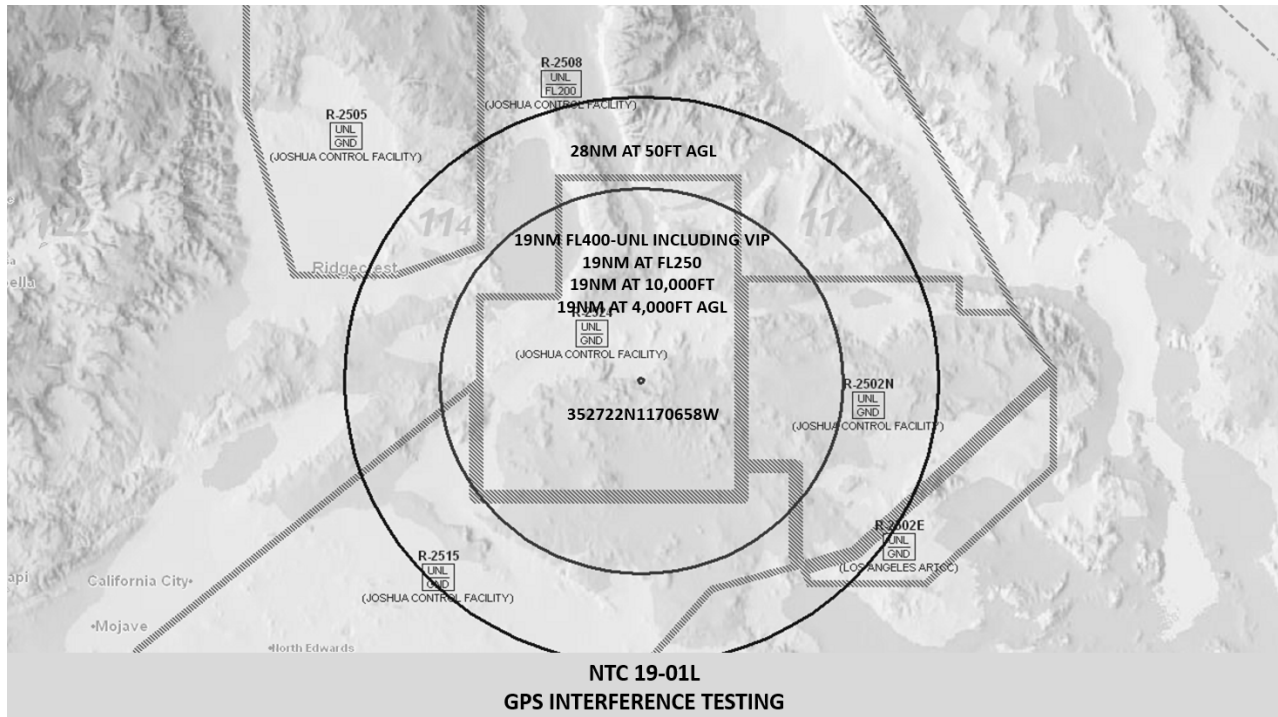 R-2508
UNL
FL200
(JOSHUA CONTROL FACILITY)
R-2505
UNL
GND
(JOSHUA CONTROL FACILITY)
28NM AT 50FT AGL
114
114
19NM FL400-UNL INCLUDING VIP
19NM AT FL250
19NM AT 10,000FT
19NM AT 4,000FT AGL
Ridgecrest
R-2524
UNL
GND
(JOSHUA CONTROL FACILITY)
352722N1170658W
R-2502N
UNL
GND
(JOSHUA CONTROL FACILITY)
R-2502E
UNL
GND
(LOS ANGELES ARTCC)
R-2515
UNL
GND
(JOSHUA CONTROL FACILITY)
California City
Mojave
North Edwards
NTC 19-01L
GPS INTERFERENCE TESTING